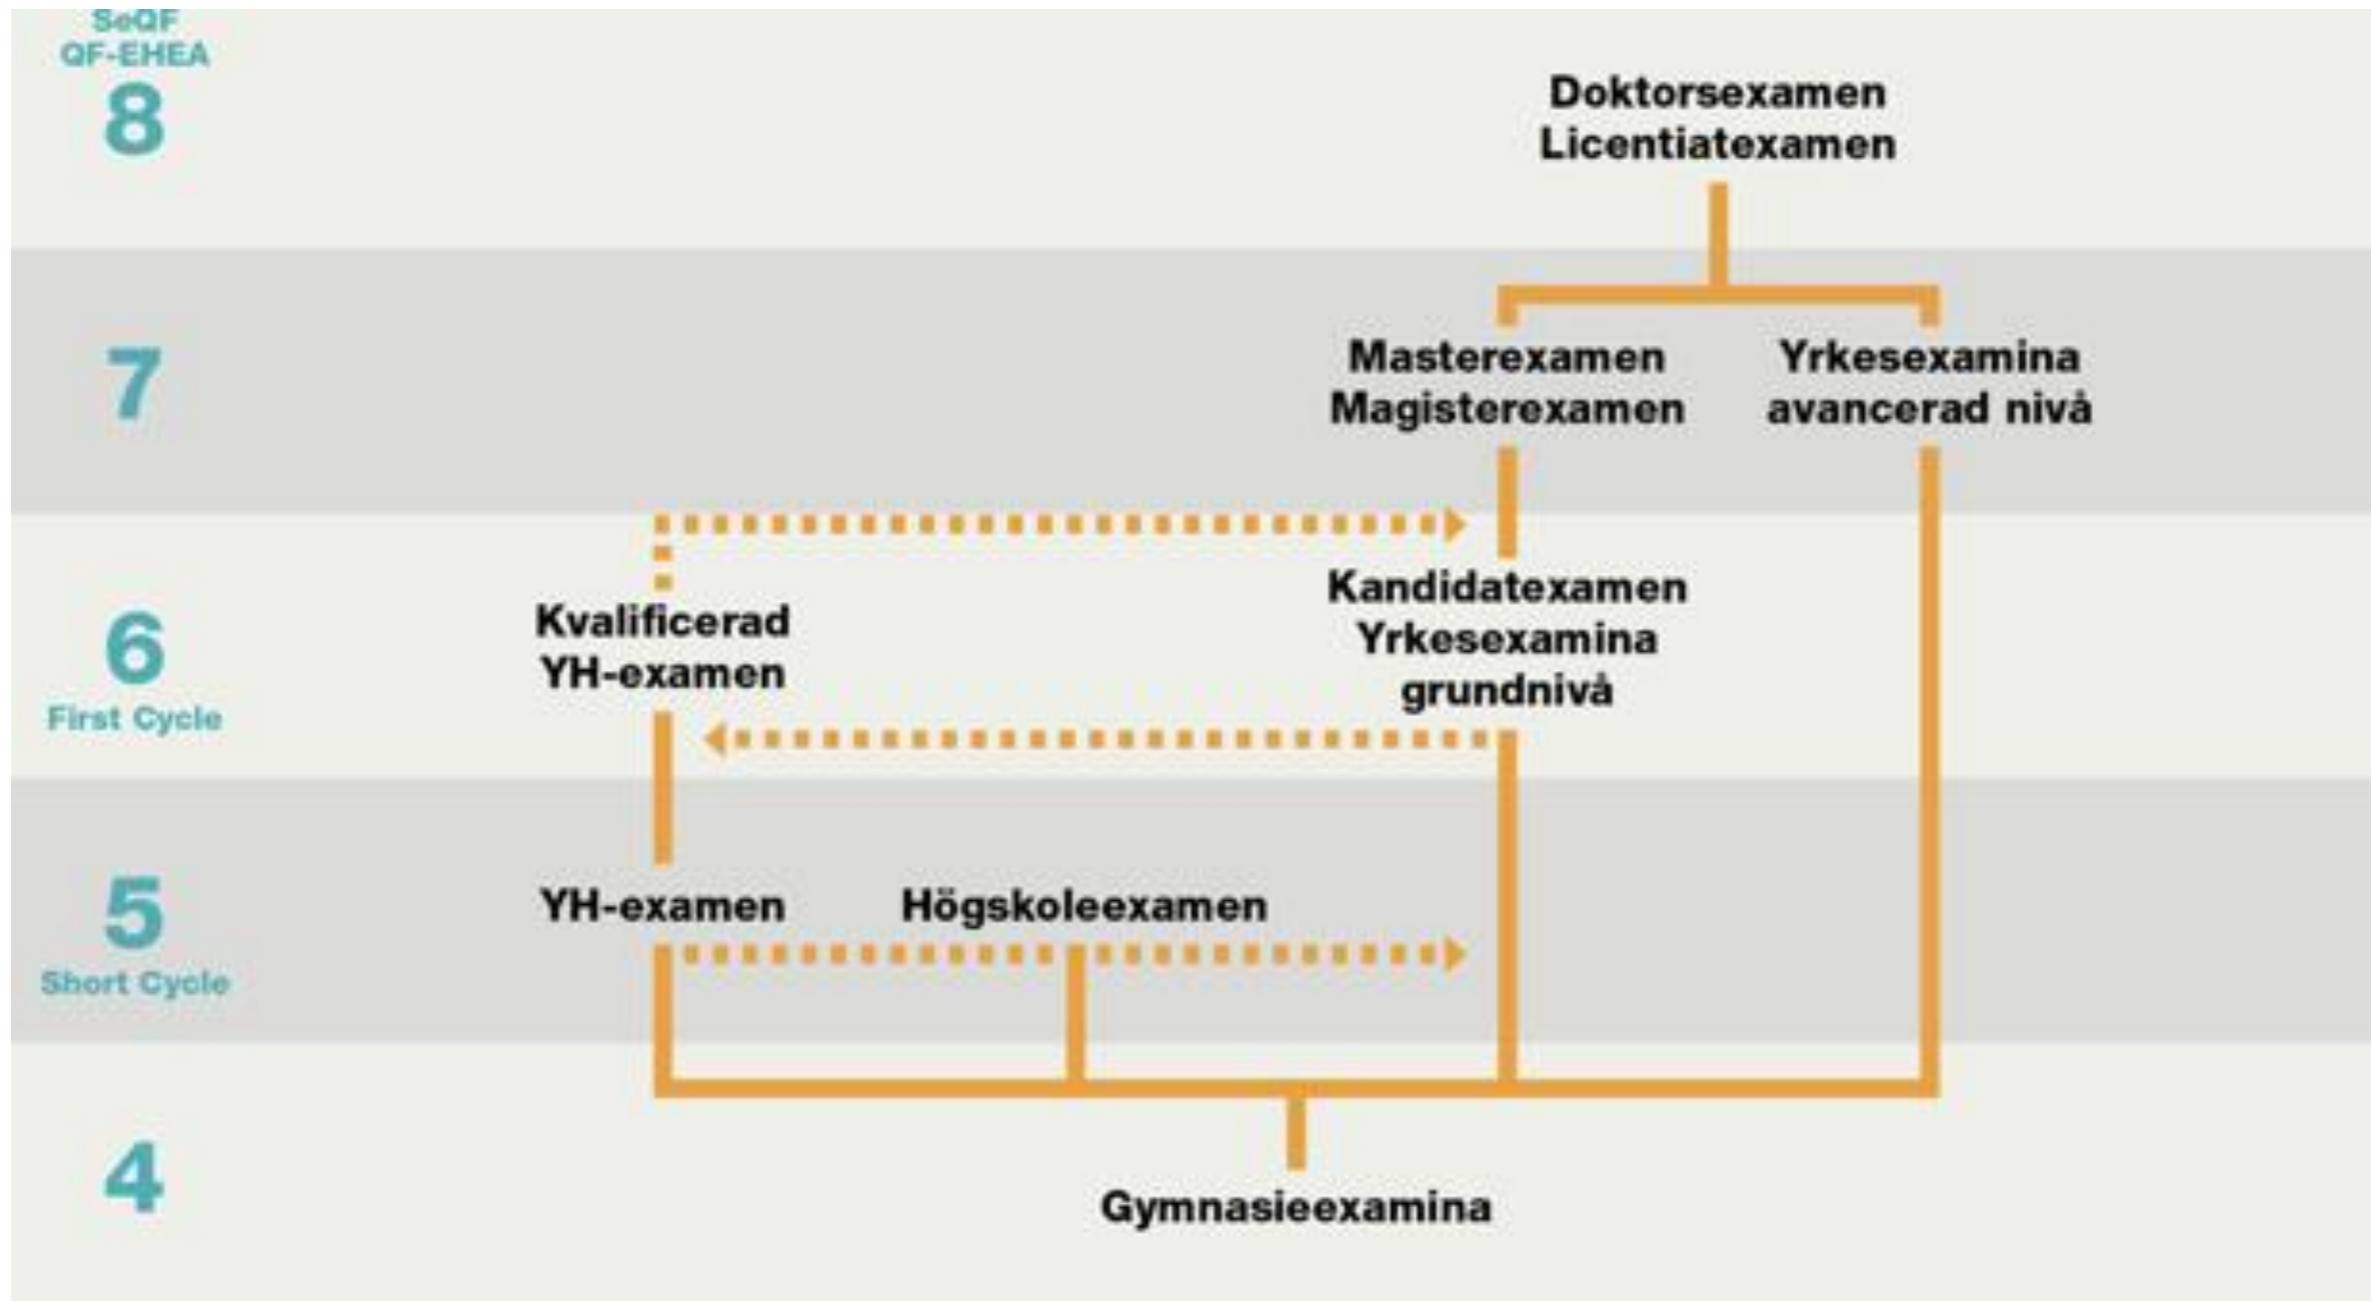 SeQF
QF-EHEA
8
Doktorsexamen
Licentiatexamen
7
Masterexamen
Magisterexamen
Yrkesexamina
avancerad nivå
6
First Cycle
Kvalificerad
YH-examen
Kandidatexamen
Yrkesexamina
grundnivå
5
Short Cycle
YH-examen
Högskoleexamen
4
Gymnasieexamina